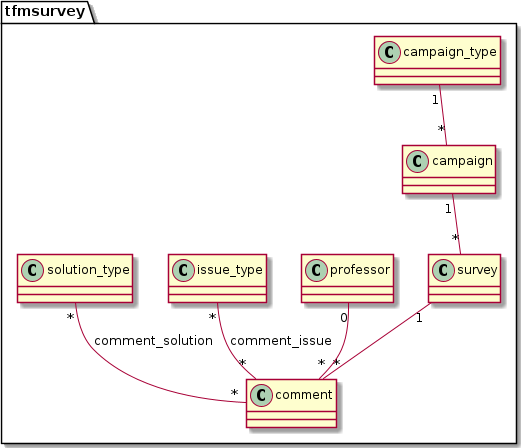 tfmsurvey
C campaign_type
1
*
C campaign
1
*
C solution_type
C issue_type
C professor
C survey
*
*
0
1
comment_solution
comment_issue
*
*
*
*
C comment